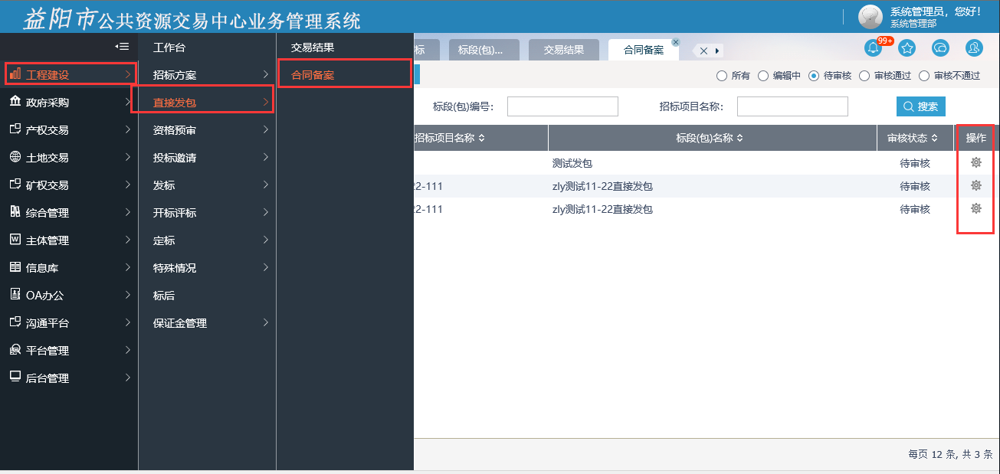 益阳市公共资源交易中心业务管理系统
系统管理员，您好！
系统管理部
99+
工程建设
政府采购
产权交易
土地交易
矿权交易
综合管理
主体管理
信息库
OA办公
沟通平台
平台管理
后台管理
工作台
招标方案
直接发包
资格预审
投标邀请
发标
开标评标
定标
特殊情况
标后
保证金管理
交易结果
合同备案
标 标段(包)... 交易结果 合同备案
所有 编辑中 待审核 审核通过 审核不通过
标段(包)编号： 招标项目名称： 搜索
招标项目名称 标段(包)名称 审核状态 操作
测试发包 待审核
22-111 zly测试11-22直接发包 待审核
22-111 zly测试11-22直接发包 待审核
每页 12 条, 共 3 条